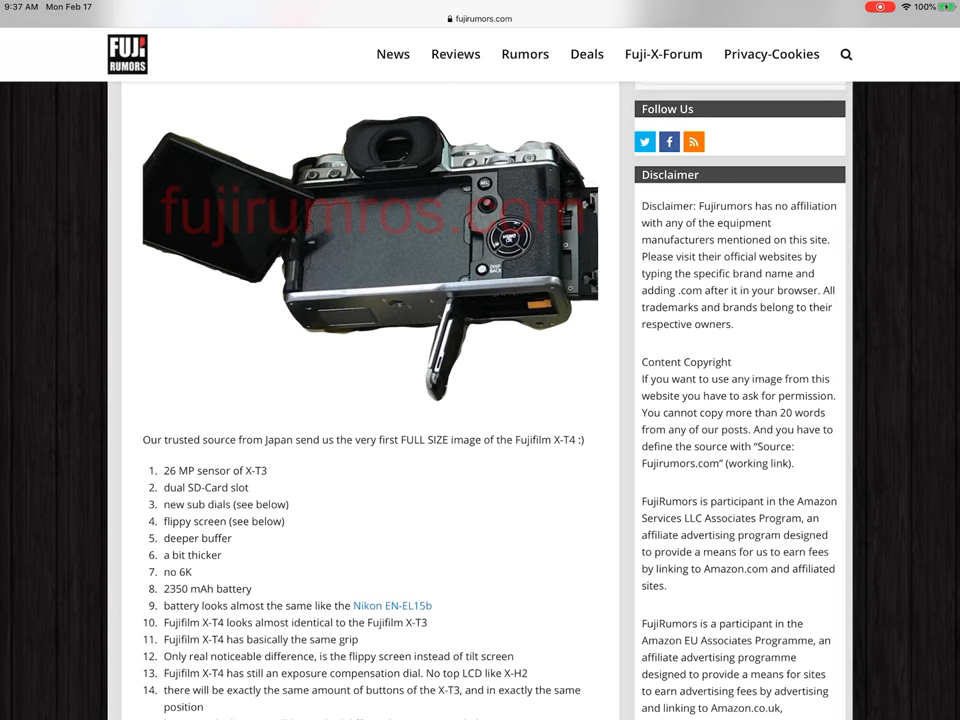 9:37 AM Mon Feb 17
100%
fujirumors.com
FUJi
RUMORS
News Reviews Rumors Deals Fuji-X-Forum Privacy-Cookies
fujirumros.com
DISP
BACK
Our trusted source from Japan send us the very first FULL SIZE image of the Fujifilm X-T4 :)
1. 26 MP sensor of X-T3
2. dual SD-Card slot
3. new sub dials (see below)
4. flippy screen (see below)
5. deeper buffer
6. a bit thicker
7. no 6K
8. 2350 mAh battery
9. battery looks almost the same like the Nikon EN-EL15b
10. Fujifilm X-T4 looks almost identical to the Fujifilm X-T3
11. Fujifilm X-T4 has basically the same grip
12. Only real noticeable difference, is the flippy screen instead of tilt screen
13. Fujifilm X-T4 has still an exposure compensation dial. No top LCD like X-H2
14. there will be exactly the same amount of buttons of the X-T3, and in exactly the same
position
Follow Us
Disclaimer
Disclaimer: Fujirumors has no affiliation
with any of the equipment
manufacturers mentioned on this site.
Please visit their official websites by
typing the specific brand name and
adding .com after it in your browser. All
trademarks and brands belong to their
respective owners.
Content Copyright
If you want to use any image from this
website you have to ask for permission.
You cannot copy more than 20 words
from any of our posts. And you have to
define the source with “Source:
Fujirumors.com” (working link).
FujiRumors is participant in the Amazon
Services LLC Associates Program, an
affiliate advertising program designed
to provide a means for us to earn fees
by linking to Amazon.com and affiliated
sites.
FujiRumors is a participant in the
Amazon EU Associates Programme, an
affiliate advertising programme
designed to provide a means for sites
to earn advertising fees by advertising
and linking to Amazon.co.uk,